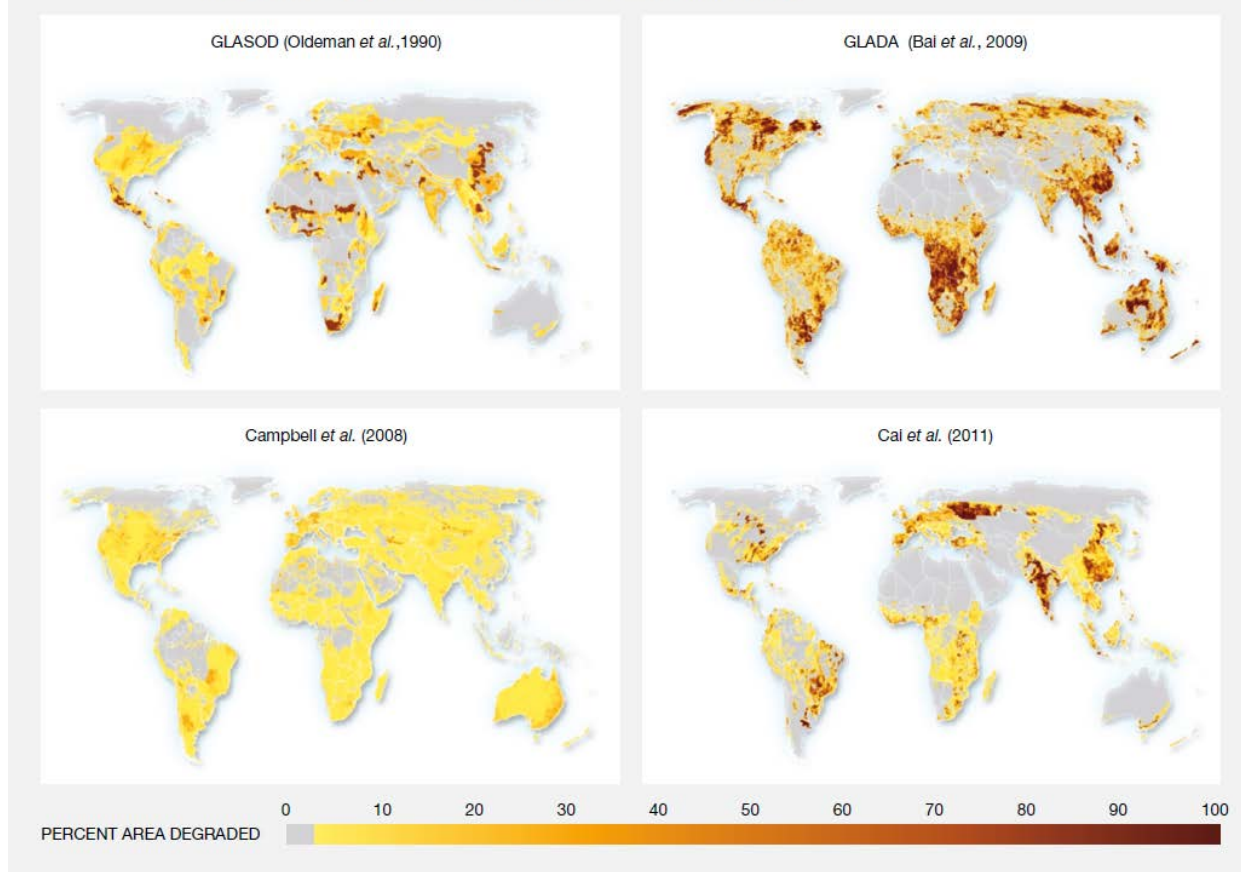 GLASOD (Oldeman et al.,1990)
GLADA (Bai et al., 2009)
Campbell et al. (2008)
Cai et al. (2011)
0 10 20 30 40 50 60 70 80 90 100
PERCENT AREA DEGRADED